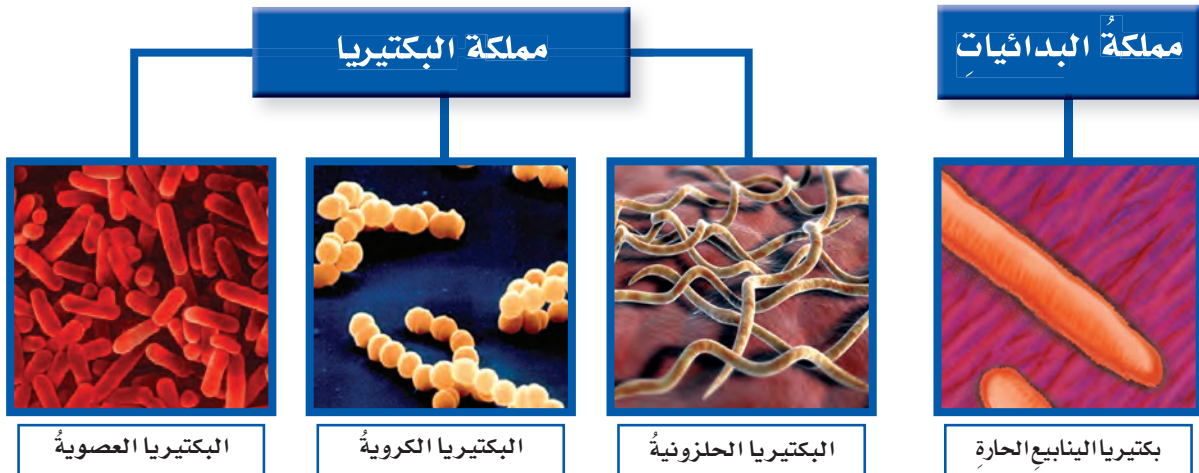 مملكةُ البدائياتِ
مملكة البكتيريا
بكتيريا الينابيعِ الحارةِ
البكتيريا الحلزونيةُ
البكتيريا الكرويةُ
البكتيريا العصويةُ